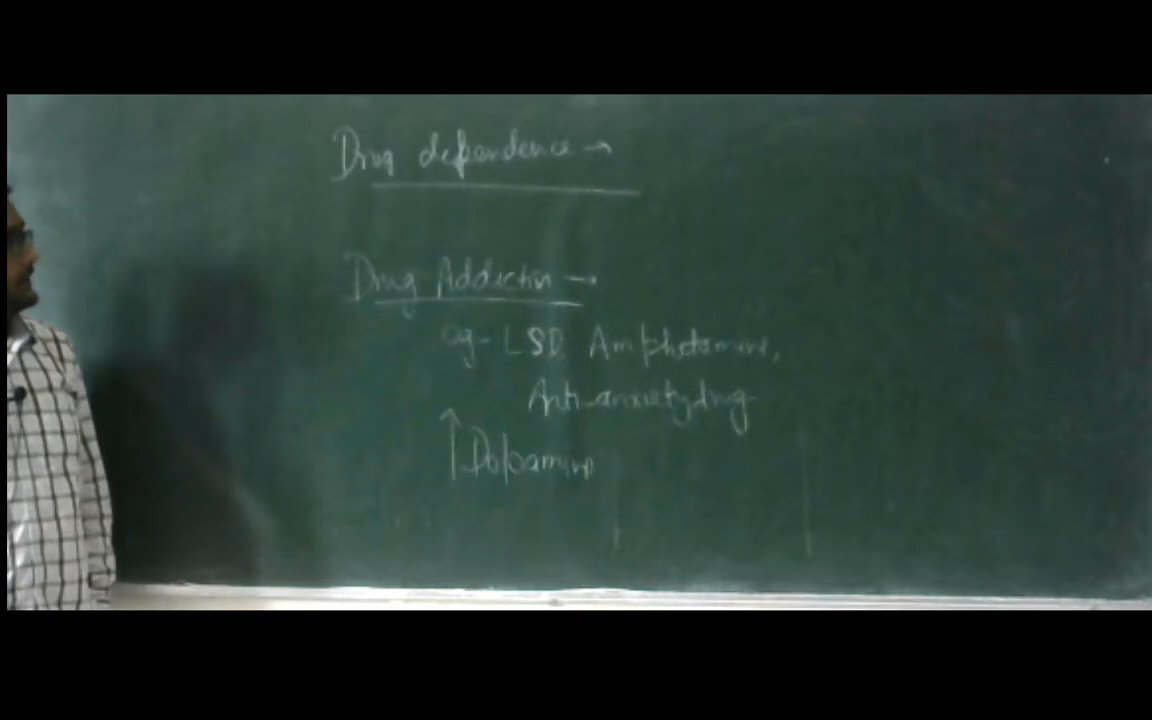 Drug dependence →
Drug Addiction →
eg- LSD Amphetamine,
Anti-anxiety drug
↑ Dopamine